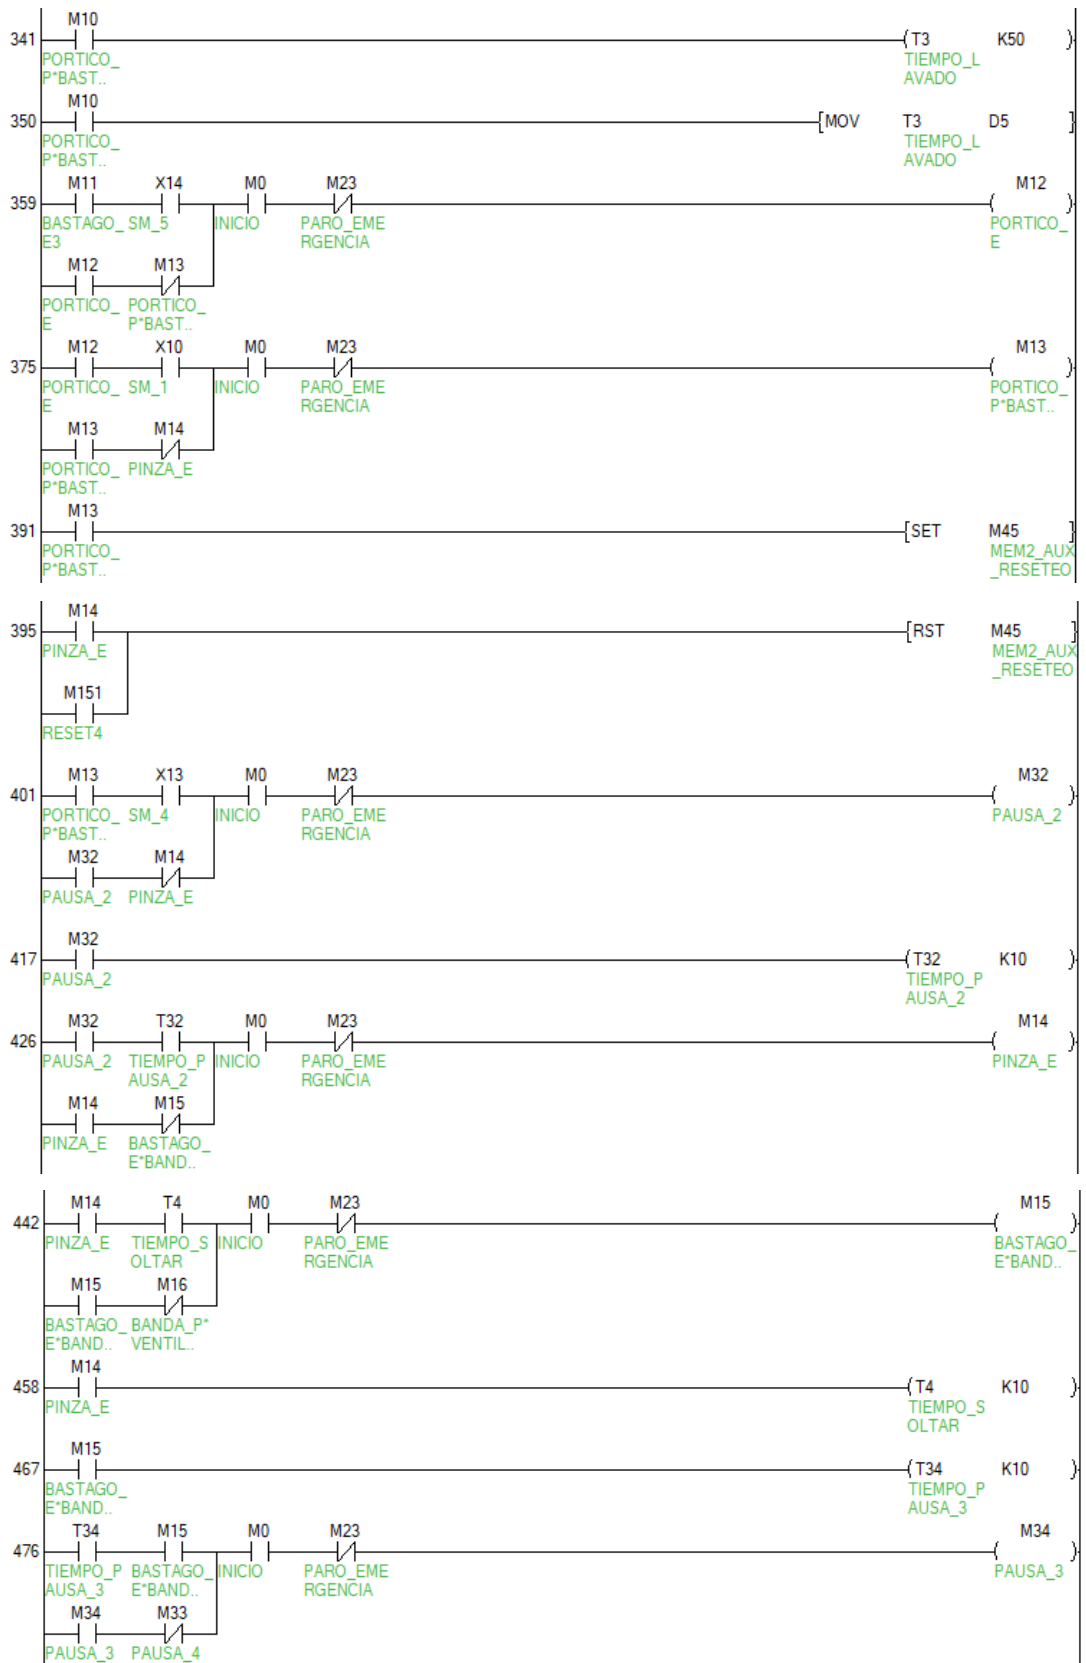 M10
341 (T3 K50 )
PORTICO_ TIEMPO_L
P*BAST.. AVADO
M10
350 [MOV T3 D5 ]
PORTICO_ TIEMPO_L
P*BAST.. AVADO
M11 X14 M0 M23 M12
359 ( )
BASTAGO_ SM_5 INICIO PARO_EME PORTICO_
E3 RGENCIA E
M12 M13
PORTICO_ PORTICO_
E P*BAST..
M12 X10 M0 M23 M13
375 ( )
PORTICO_ SM_1 INICIO PARO_EME PORTICO_
E RGENCIA P*BAST..
M13 M14
PORTICO_ PINZA_E
P*BAST..
M13
391 [SET M45 ]
PORTICO_ MEM2_AUX
P*BAST.. _RESETEO
M14
395 [RST M45 ]
PINZA_E MEM2_AUX
_RESETEO
M151
RESET4
M13 X13 M0 M23 M32
401 ( )
PORTICO_ SM_4 INICIO PARO_EME PAUSA_2
P*BAST.. RGENCIA
M32 M14
PAUSA_2 PINZA_E
M32
417 (T32 K10 )
PAUSA_2 TIEMPO_P
AUSA_2
M32 T32 M0 M23 M14
426 ( )
PAUSA_2 TIEMPO_P INICIO PARO_EME PINZA_E
AUSA_2 RGENCIA
M14 M15
PINZA_E BASTAGO_
E*BAND..
M14 T4 M0 M23 M15
442 ( )
PINZA_E TIEMPO_S INICIO PARO_EME BASTAGO_
OLTAR RGENCIA E*BAND..
M15 M16
BASTAGO_ BANDA_P*
E*BAND.. VENTIL..
M14
458 (T4 K10 )
PINZA_E TIEMPO_S
OLTAR
M15
467 (T34 K10 )
BASTAGO_ TIEMPO_P
E*BAND.. AUSA_3
T34 M15 M0 M23 M34
476 ( )
TIEMPO_P BASTAGO_ INICIO PARO_EME PAUSA_3
AUSA_3 E*BAND.. RGENCIA
M34 M33
PAUSA_3 PAUSA_4